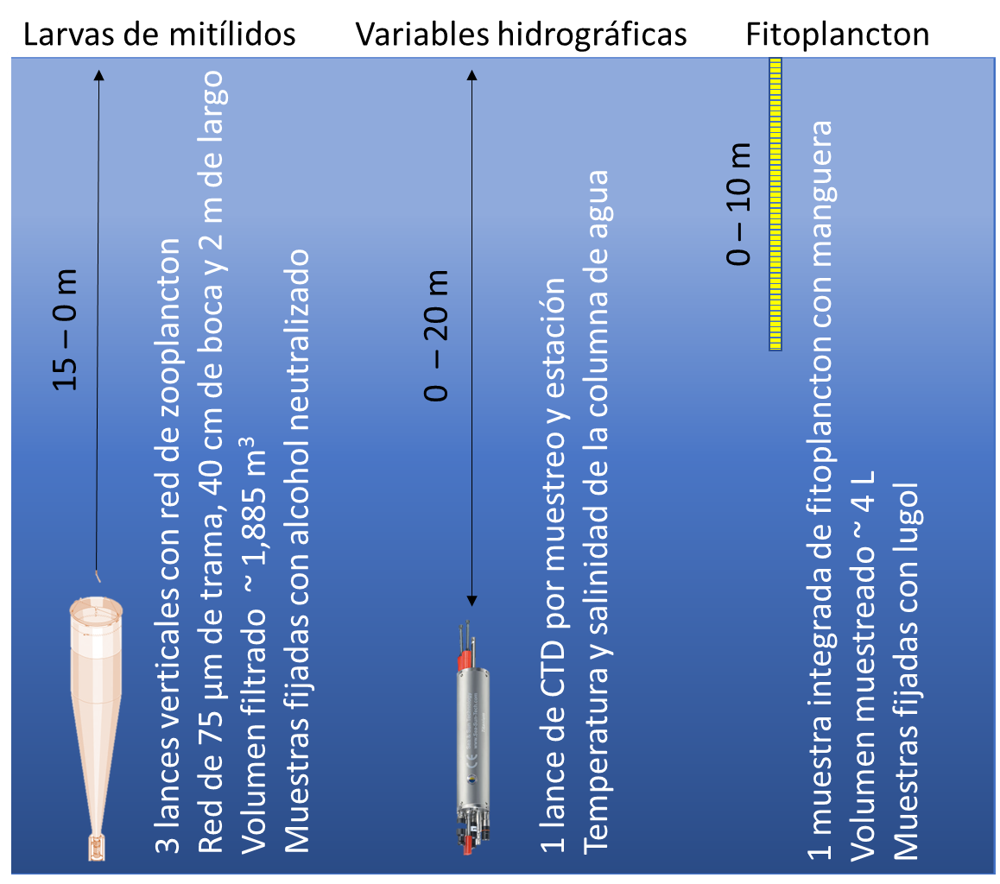 Larvas de mitílidos
15 – 0 m
3 lances verticales con red de zooplancton
Red de 75 µm de trama, 40 cm de boca y 2 m de largo
Volumen filtrado ~ 1,885 m³
Muestras fijadas con alcohol neutralizado
Variables hidrográficas
0 – 20 m
1 lance de CTD por muestreo y estación
Temperatura y salinidad de la columna de agua
Fitoplancton
0 – 10 m
1 muestra integrada de fitoplancton con manguera
Volumen muestreado ~ 4 L
Muestras fijadas con lugol